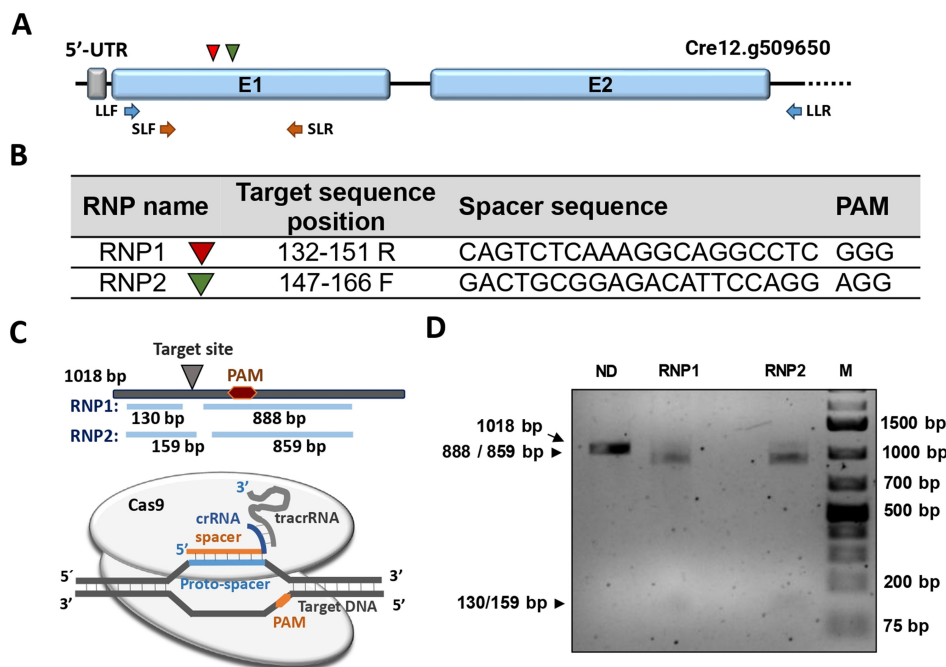 A
5’-UTR
Cre12.g509650
E1
E2
LLF
LLR
SLF
SLR
B
RNP name
Target sequence position
Spacer sequence
PAM
RNP1
132-151 R
CAGTCTCAAAGGCAGGCCTC
GGG
RNP2
147-166 F
GACTGCGGAGACATTCCAGG
AGG
C
Target site
1018 bp
PAM
RNP1:
130 bp
888 bp
RNP2:
159 bp
859 bp
Cas9
3’
tracrRNA
crRNA
spacer
5’
Proto-spacer
5´
3’
3’
Target DNA
5’
PAM
D
ND
RNP1
RNP2
M
1018 bp
888 / 859 bp
130/159 bp
1500 bp
1000 bp
700 bp
500 bp
200 bp
75 bp